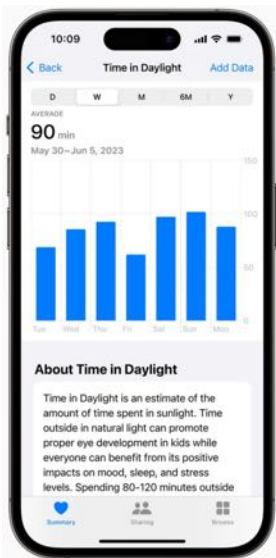 10:09
Back Time in Daylight Add Data
D W M 6M Y
AVERAGE
90 min
May 30–Jun 5, 2023
150
100
50
0
Tue Wed Thu Fri Sat Sun Mon
About Time in Daylight
Time in Daylight is an estimate of the
amount of time spent in sunlight. Time
outside in natural light can promote
proper eye development in kids while
everyone can benefit from its positive
impacts on mood, sleep, and stress
levels. Spending 80-120 minutes outside
Summary Sharing Browse